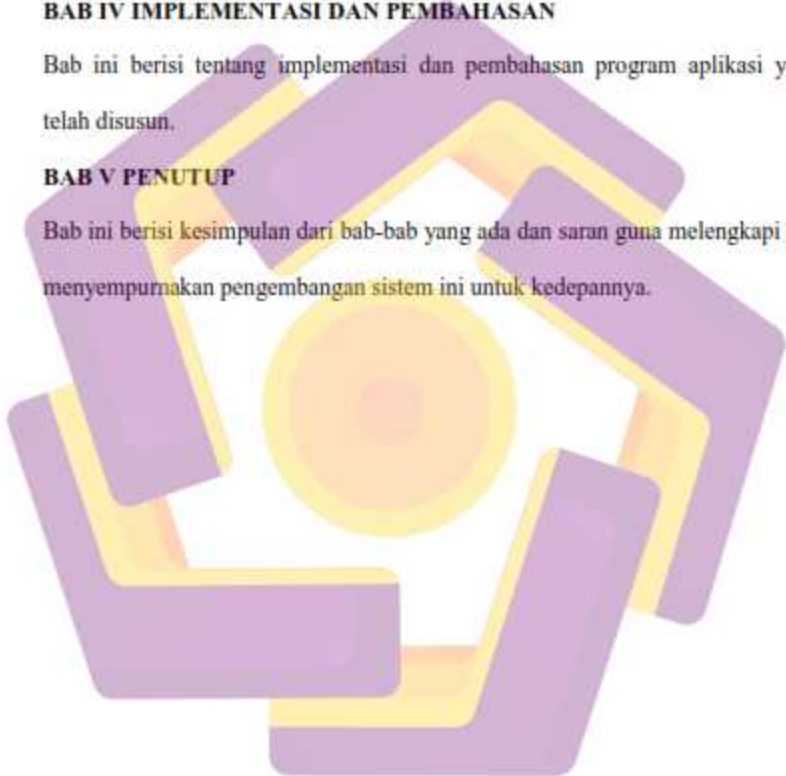 BAB IV IMPLEMENTASI DAN PEMBAHASAN
Bab ini berisi tentang implementasi dan pembahasan program aplikasi y
telah disusun.
BAB V PENUTUP
Bab ini berisi kesimpulan dari bab-bab yang ada dan saran guna melengkapi
menyempurnakan pengembangan sistem ini untuk kedepannya.